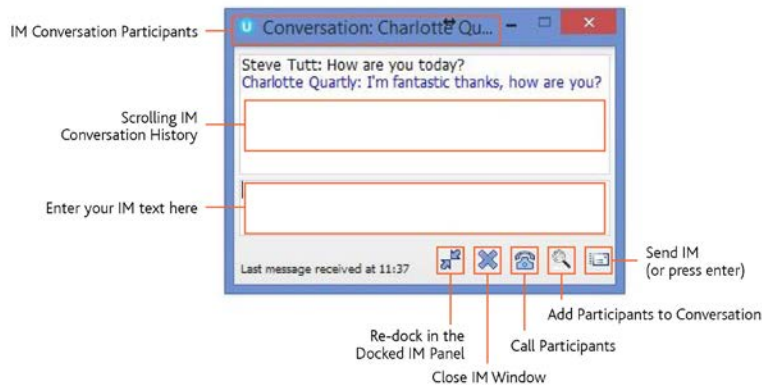 IM Conversation Participants
U Conversation: Charlotte Qu...
Steve Tutt: How are you today?
Charlotte Quartly: I'm fantastic thanks, how are you?
Scrolling IM
Conversation History
Enter your IM text here
Last message received at 11:37
Send IM
(or press enter)
Add Participants to Conversation
Re-dock in the
Docked IM Panel
Call Participants
Close IM Window